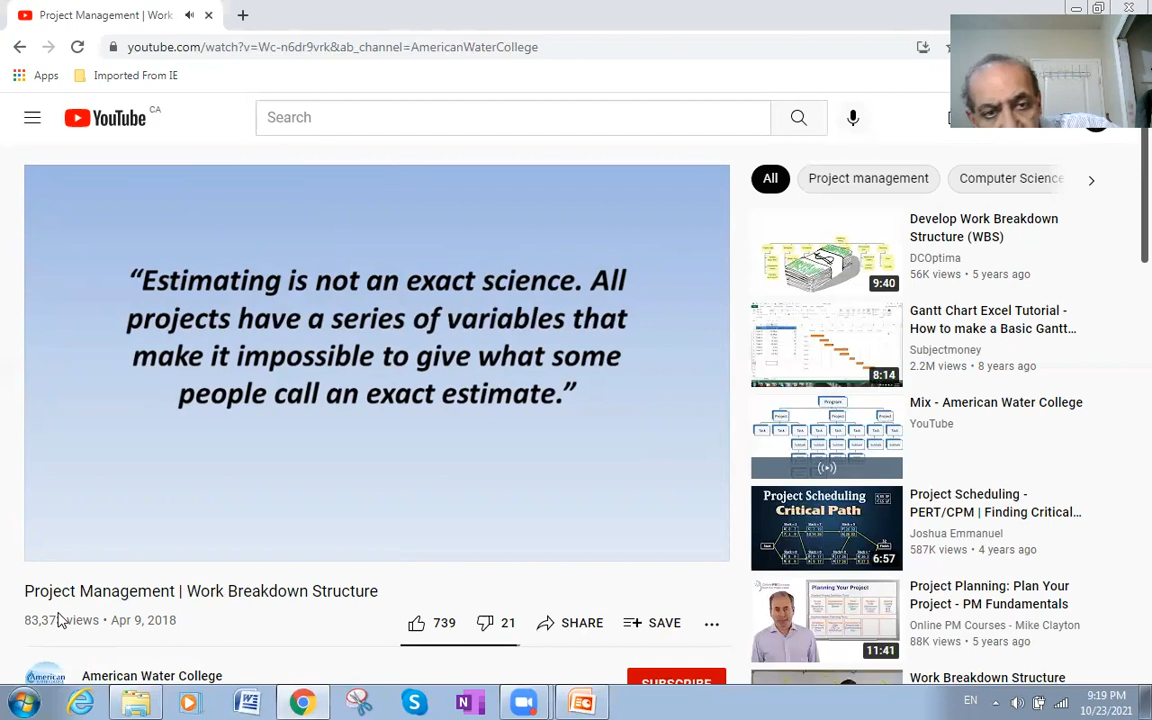 Project Management | Work
youtube.com/watch?v=Wc-n6dr9vrk&ab_channel=AmericanWaterCollege
Apps
Imported From IE
YouTube CA
Search
"Estimating is not an exact science. All
projects have a series of variables that
make it impossible to give what some
people call an exact estimate."
Project Management | Work Breakdown Structure
views • Apr 9, 2018
739
21
SHARE
SAVE
American Water College
SUBSCRIBE
All
Project management
Computer Science
Develop Work Breakdown
Structure (WBS)
DCOptima
56K views • 5 years ago
9:40
Gantt Chart Excel Tutorial -
How to make a Basic Gantt…
Subjectmoney
2.2M views • 8 years ago
8:14
Mix - American Water College
YouTube
Program
Project Scheduling
Critical Path
6:57
Project Scheduling -
PERT/CPM | Finding Critical…
Joshua Emmanuel
587K views • 4 years ago
Planning Your Project
11:41
Project Planning: Plan Your
Project - PM Fundamentals
Online PM Courses - Mike Clayton
88K views • 5 years ago
Work Breakdown Structure
EN
9:19 PM
10/23/2021